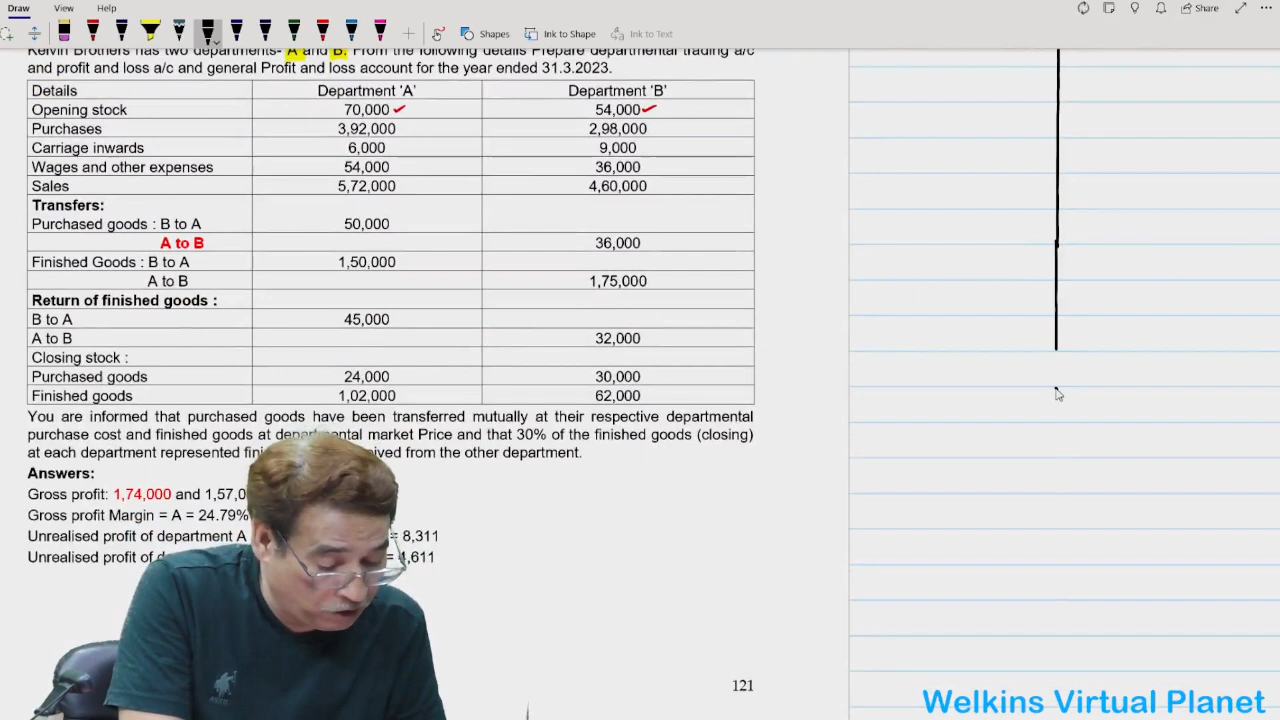 Draw View Share
Shapes Ink to Shape Ink to Text
Kelvin Brothers has two departments- A and B. From the following details Prepare departmental trading a/c
and profit and loss a/c and general Profit and loss account for the year ended 31.3.2023.
Details Department 'A' Department 'B'
Opening stock 70,000 54,000
Purchases 3,92,000 2,98,000
Carriage inwards 6,000 9,000
Wages and other expenses 54,000 36,000
Sales 5,72,000 4,60,000
Transfers:
Purchased goods : B to A 50,000
A to B 36,000
Finished Goods : B to A 1,50,000
A to B 1,75,000
Return of finished goods :
B to A 45,000
A to B 32,000
Closing stock :
Purchased goods 24,000 30,000
Finished goods 1,02,000 62,000
You are informed that purchased goods have been transferred mutually at their respective departmental
purchase cost and finished goods at departmental market Price and that 30% of the finished goods (closing)
at each department represented from the other department.
Answers:
Gross profit: 1,74,000 and
Gross profit Margin = A = 24.79%
Unrealised profit of department A = 8,311
Unrealised profit of 4,611
121
Welkins Virtual Planet